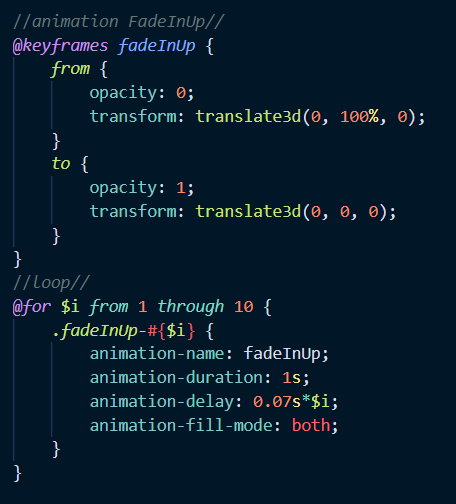 //animation FadeInUp//
@keyframes fadeInUp {
    from {
        opacity: 0;
        transform: translate3d(0, 100%, 0);
    }
    to {
        opacity: 1;
        transform: translate3d(0, 0, 0);
    }
}
//loop//
@for $i from 1 through 10 {
    .fadeInUp-#{$i} {
        animation-name: fadeInUp;
        animation-duration: 1s;
        animation-delay: 0.07s*$i;
        animation-fill-mode: both;
    }
}